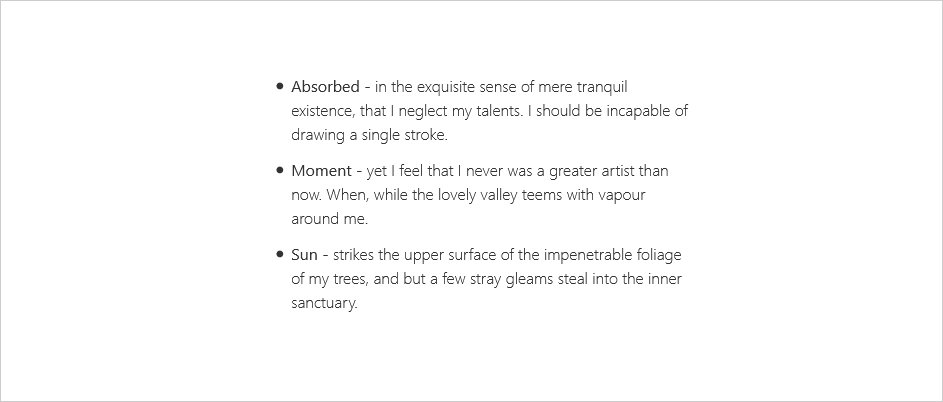 • Absorbed - in the exquisite sense of mere tranquil
existence, that I neglect my talents. I should be incapable of
drawing a single stroke.
• Moment - yet I feel that I never was a greater artist than
now. When, while the lovely valley teems with vapour
around me.
• Sun - strikes the upper surface of the impenetrable foliage
of my trees, and but a few stray gleams steal into the inner
sanctuary.